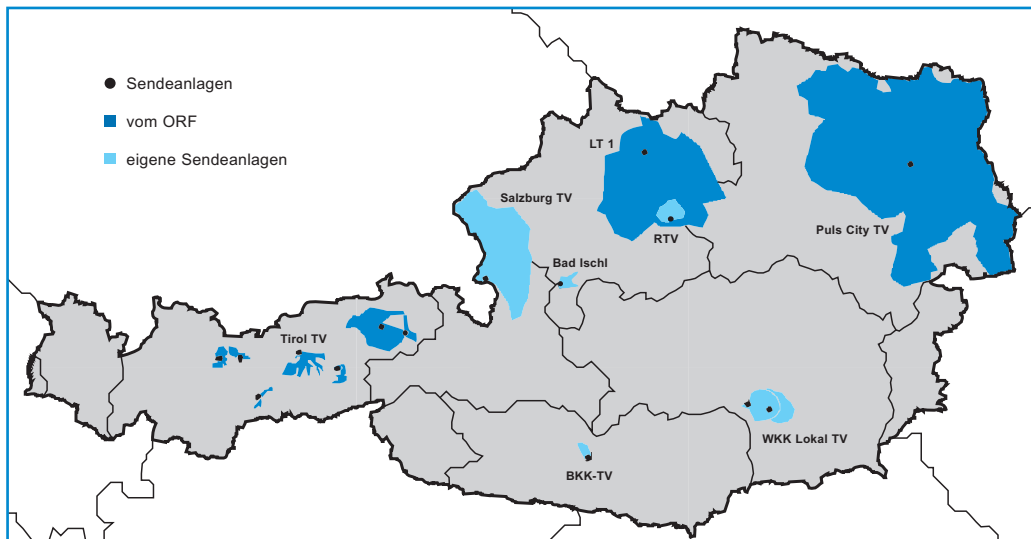 Sendeanlagen
vom ORF
eigene Sendeanlagen
LT 1
Salzburg TV
RTV
Puls City TV
Bad Ischl
Tirol TV
WKK Lokal TV
BKK-TV